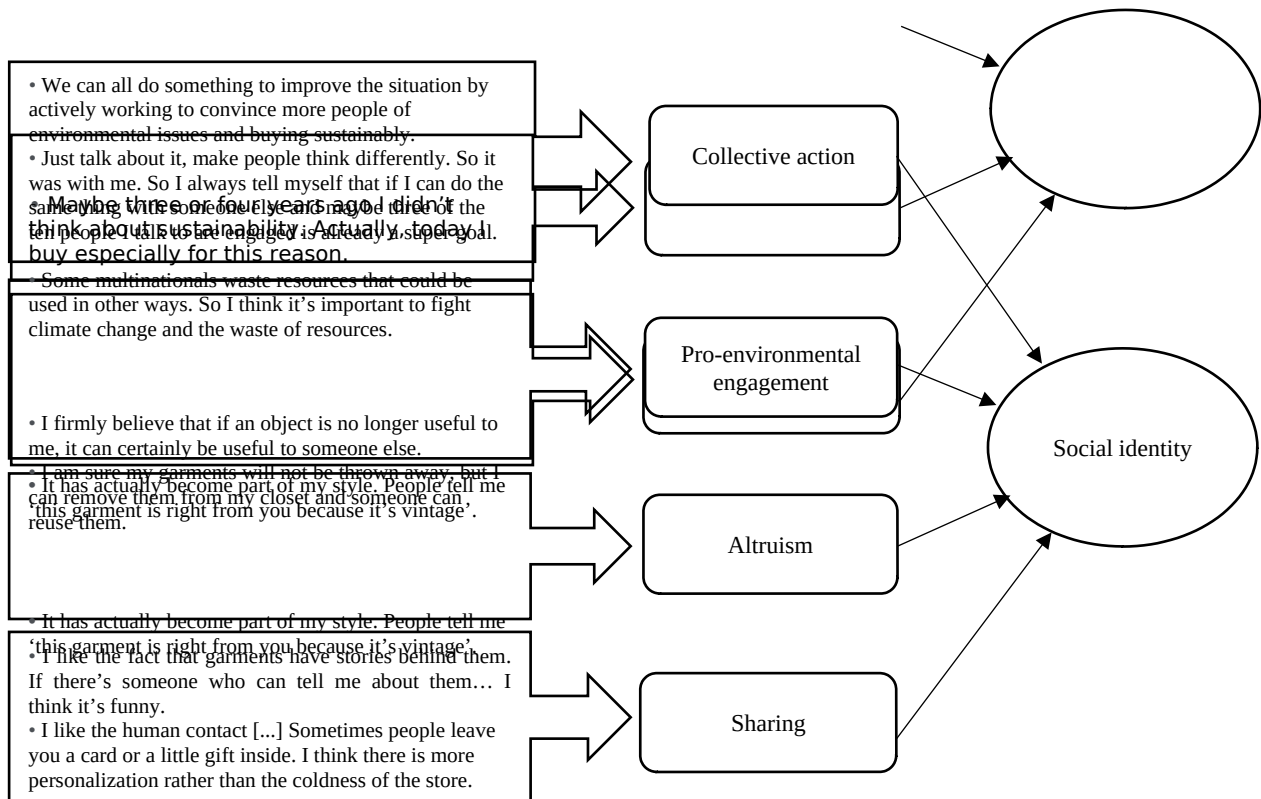 • We can all do something to improve the situation by
actively working to convince more people of
environmental issues and buying sustainably.
• Just talk about it, make people think differently. So it
was with me. So I always tell myself that if I can do the
same thing with someone else and maybe three of the
ten people I talk to are engaged is already a super goal.
• Maybe three or four years ago I didn’t
think about sustainability. Actually, today I
buy especially for this reason.
• Some multinationals waste resources that could be
used in other ways. So I think it’s important to fight
climate change and the waste of resources.
• I firmly believe that if an object is no longer useful to
me, it can certainly be useful to someone else.
• I am sure my garments will not be thrown away, but I
can remove them from my closet and someone can
reuse them.
• It has actually become part of my style. People tell me
‘this garment is right from you because it’s vintage’.
• It has actually become part of my style. People tell me
‘this garment is right from you because it’s vintage’.
• I like the fact that garments have stories behind them.
If there’s someone who can tell me about them… I
think it’s funny.
• I like the human contact [...] Sometimes people leave
you a card or a little gift inside. I think there is more
personalization rather than the coldness of the store.
Collective action
Pro-environmental
engagement
Altruism
Sharing
Social identity